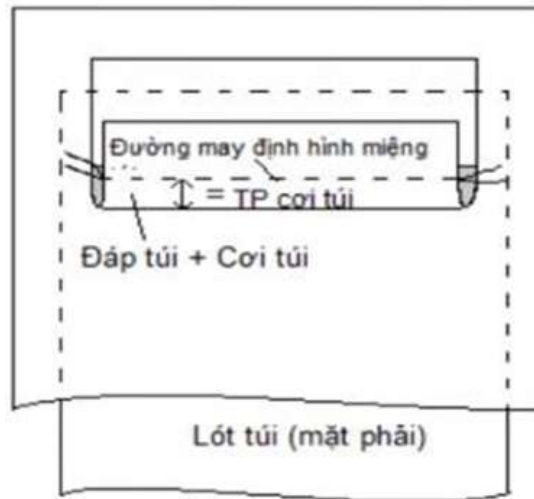 Đường may định hình miệng
= TP cơi túi
Đáp túi + Cơi túi
Lót túi (mặt phải)